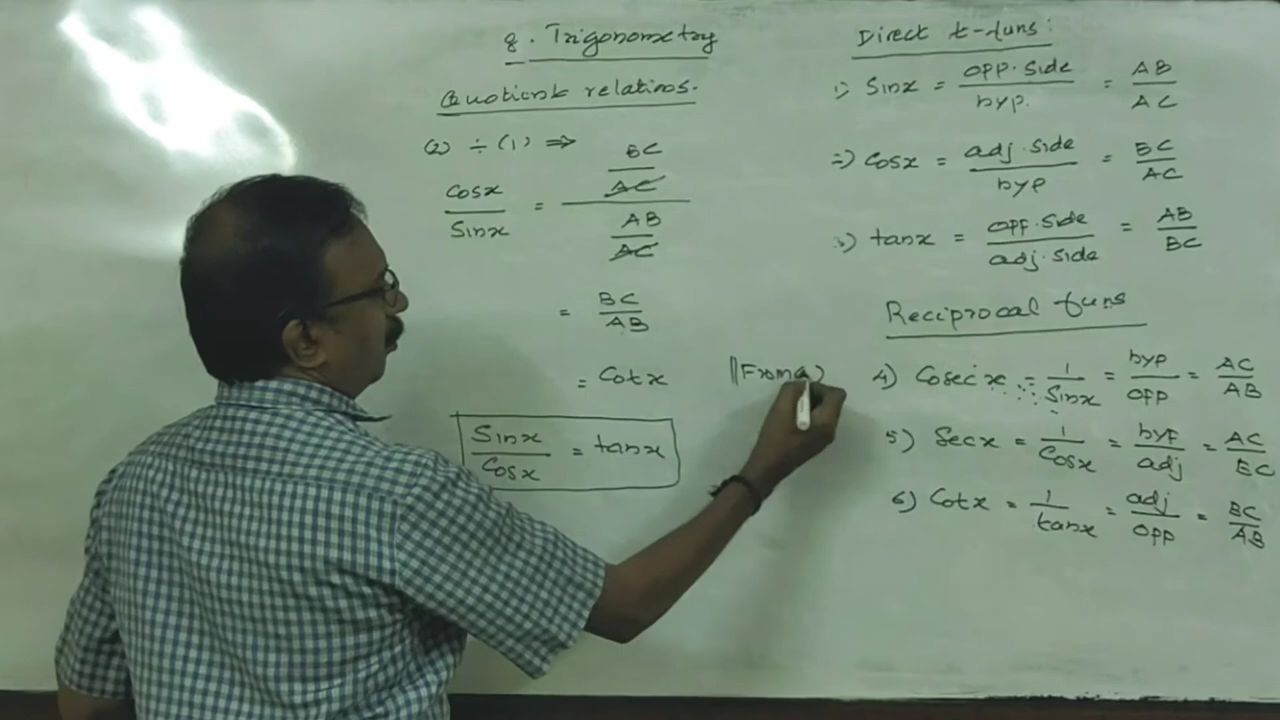 8. Trigonometry
Quotient relations.
(2) ÷ (1) ⇒
Cosx / Sinx = (BC / AC) / (AB / AC)
= BC / AB
= Cotx ||From 6)
Sinx / Cosx = tanx
Direct t-funs:
1) Sinx = opp. side / hyp. = AB / AC
2) Cosx = adj. side / hyp = BC / AC
3) tanx = opp. side / adj. side = AB / BC
Reciprocal funs
4) Cosecx = 1 / Sinx = hyp / opp = AC / AB
5) Secx = 1 / Cosx = hyp / adj = AC / BC
6) Cotx = 1 / tanx = adj / opp = BC / AB